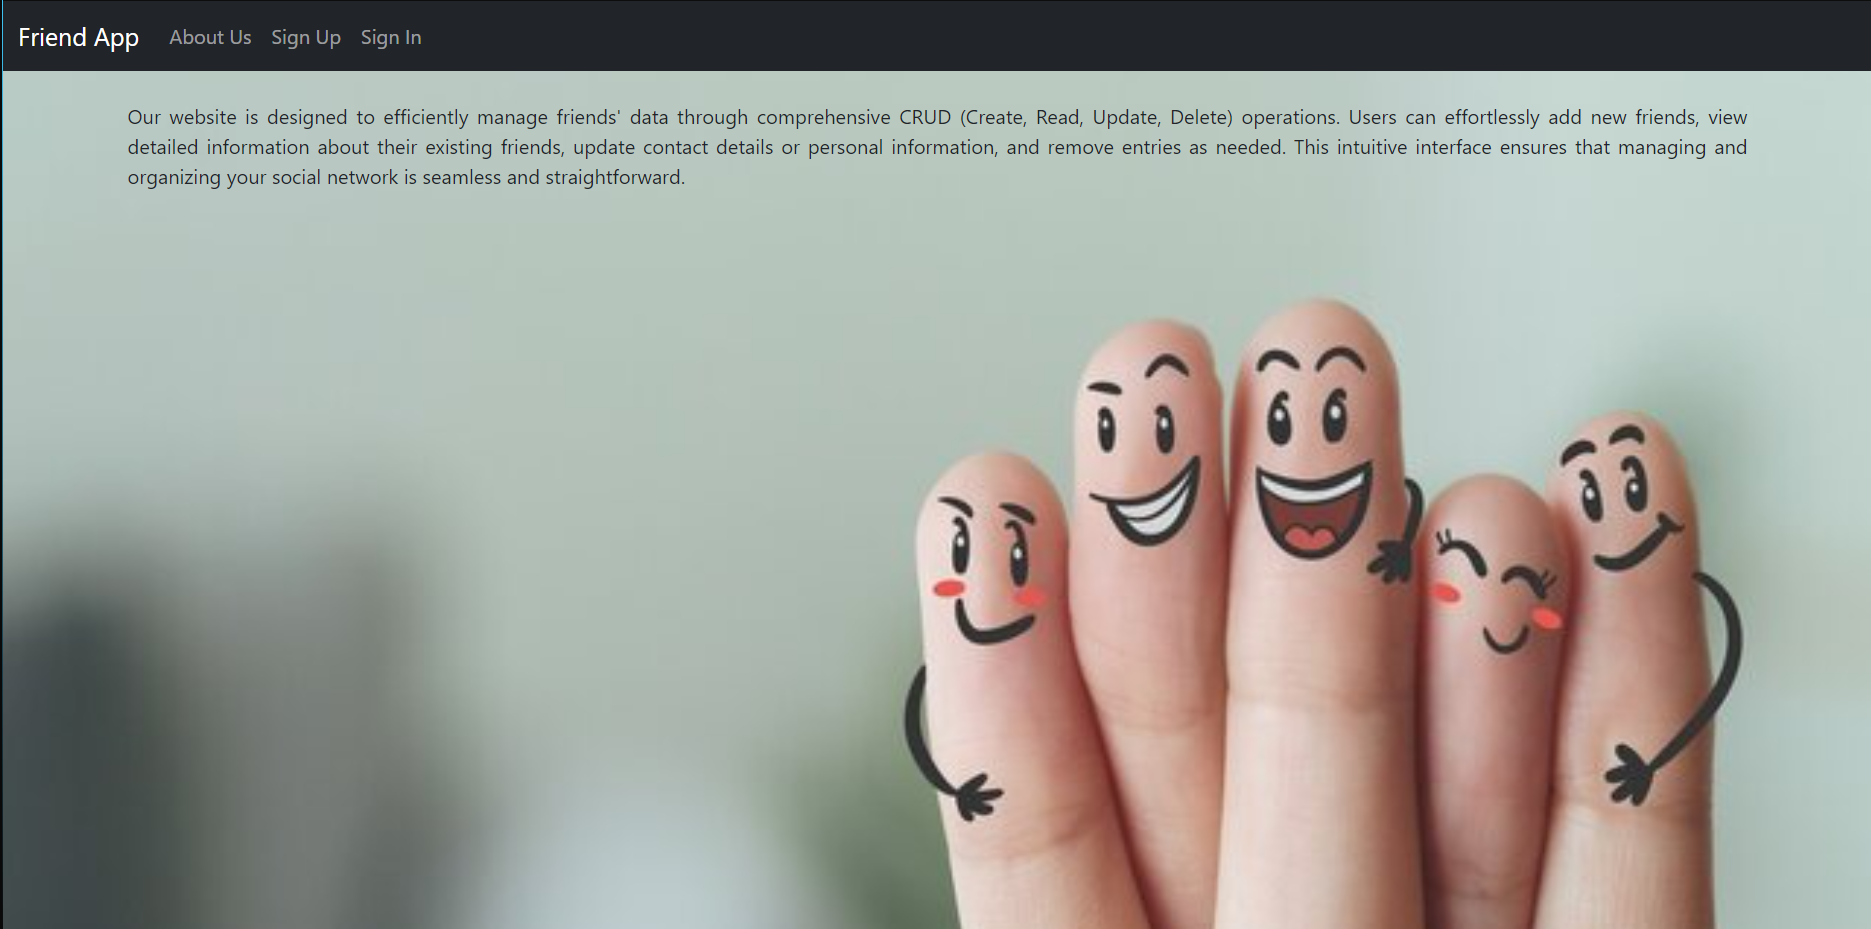 Friend App About Us Sign Up Sign In
Our website is designed to efficiently manage friends' data through comprehensive CRUD (Create, Read, Update, Delete) operations. Users can effortlessly add new friends, view
detailed information about their existing friends, update contact details or personal information, and remove entries as needed. This intuitive interface ensures that managing and
organizing your social network is seamless and straightforward.